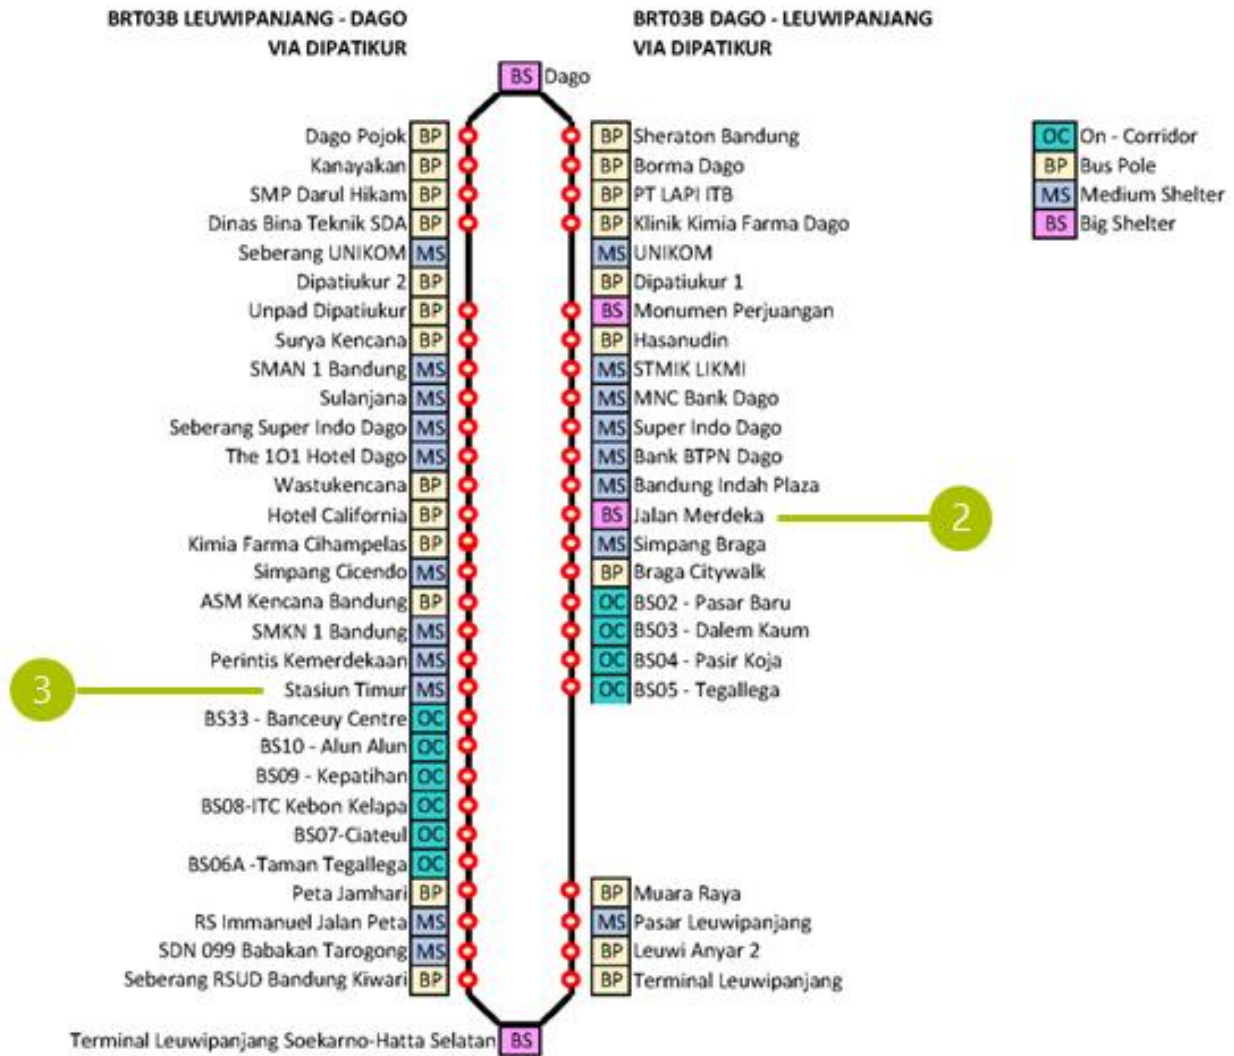 BRT03B LEUWIPANJANG - DAGO
VIA DIPATIKUR
BRT03B DAGO - LEUWIPANJANG
VIA DIPATIKUR
BS Dago
Dago Pojok BP
Kanayakan BP
SMP Darul Hikam BP
Dinas Bina Teknik SDA BP
Seberang UNIKOM MS
Dipatiukur 2 BP
Unpad Dipatiukur BP
Surya Kencana BP
SMAN 1 Bandung MS
Sulanjana MS
Seberang Super Indo Dago MS
The 1O1 Hotel Dago MS
Wastukencana BP
Hotel California BP
Kimia Farma Cihampelas BP
Simpang Cicendo MS
ASM Kencana Bandung BP
SMKN 1 Bandung MS
Perintis Kemerdekaan MS
3
Stasiun Timur MS
BS33 - Banceuy Centre OC
BS10 - Alun Alun OC
BS09 - Kepatihan OC
BS08-ITC Kebon Kelapa OC
BS07-Ciateul OC
BS06A -Taman Tegallega OC
Peta Jamhari BP
RS Immanuel Jalan Peta MS
SDN 099 Babakan Tarogong MS
Seberang RSUD Bandung Kiwari BP
BP Sheraton Bandung
BP Borma Dago
BP PT LAPI ITB
BP Klinik Kimia Farma Dago
MS UNIKOM
BP Dipatiukur 1
BS Monumen Perjuangan
BP Hasanudin
MS STMIK LIKMI
MS MNC Bank Dago
MS Super Indo Dago
MS Bank BTPN Dago
MS Bandung Indah Plaza
BS Jalan Merdeka
2
MS Simpang Braga
BP Braga Citywalk
OC BS02 - Pasar Baru
OC BS03 - Dalem Kaum
OC BS04 - Pasir Koja
OC BS05 - Tegallega
BP Muara Raya
MS Pasar Leuwipanjang
BP Leuwi Anyar 2
BP Terminal Leuwipanjang
Terminal Leuwipanjang Soekarno-Hatta Selatan BS
OC On - Corridor
BP Bus Pole
MS Medium Shelter
BS Big Shelter